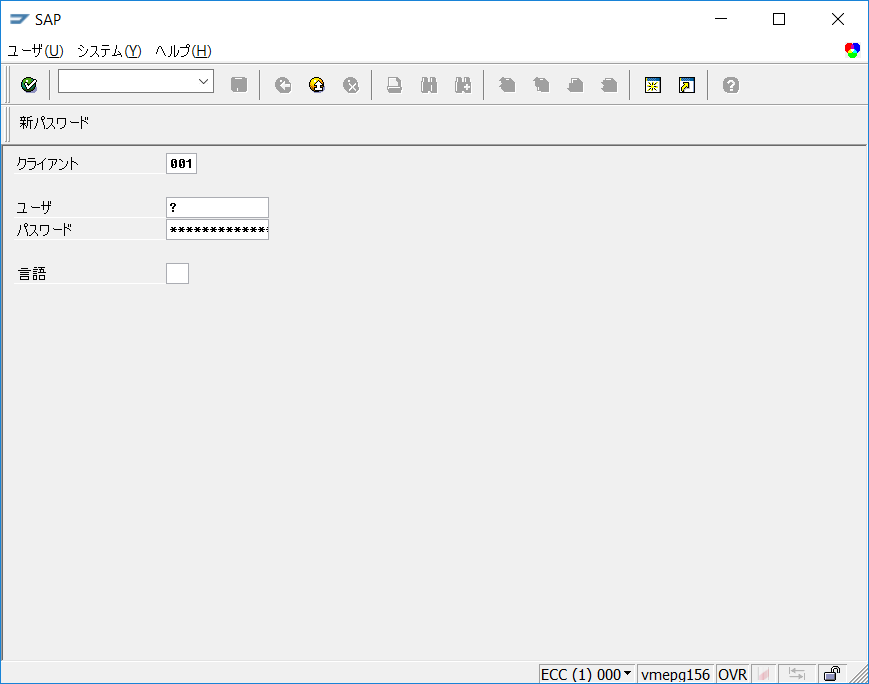 SAP
ユーザ(U) システム(Y) ヘルプ(H)
新パスワード
クライアント 001
ユーザ ?
パスワード *************
言語
ECC (1) 000 vmepg156 OVR